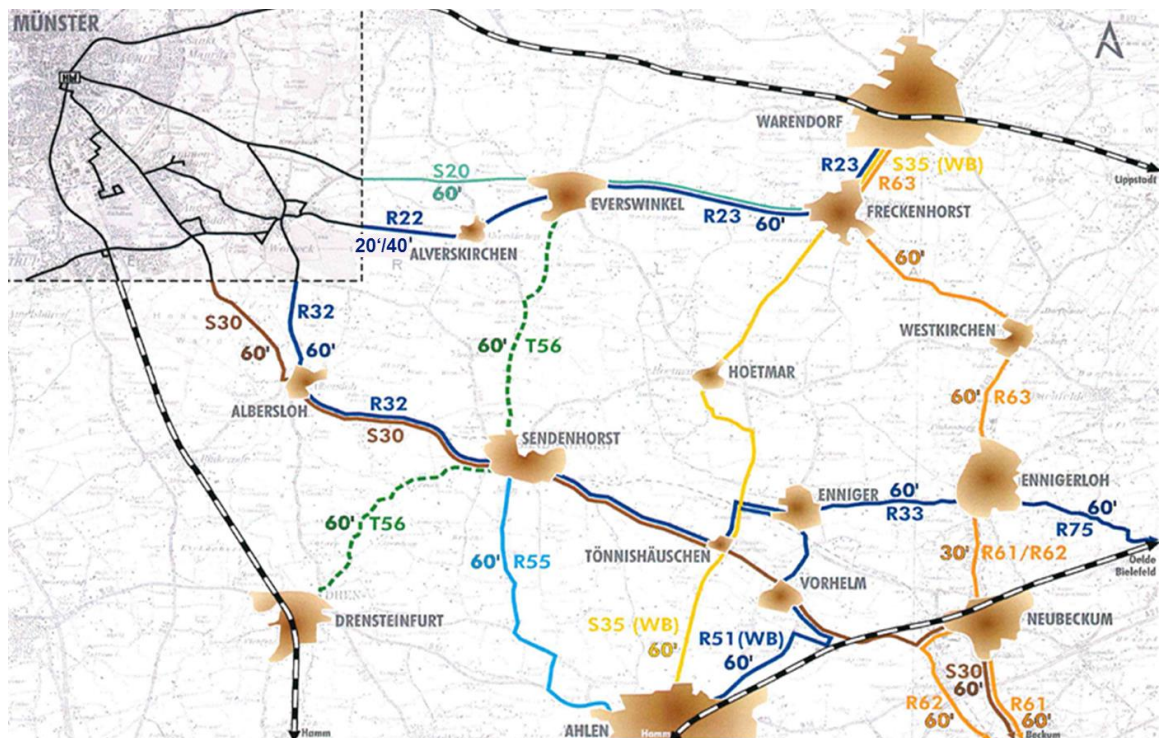 MÜNSTER
Hbf
WARENDORF
R23
S35 (WB)
R63
Lippstadt
S20
60'
EVERSWINKEL
R23
60'
FRECKENHORST
R22
20'/40'
ALVERSKIRCHEN
60'
S30
60'
R32
60'
60'
T56
WESTKIRCHEN
HOETMAR
60'
R63
ALBERSLOH
R32
S30
SENDENHORST
ENNIGERLOH
ENNIGER
60'
R33
60'
R75
60'
T56
60'
R55
TÖNNISHÄUSCHEN
30'
R61/R62
Oelde
Bielefeld
VORHELM
DRENSTEINFURT
NEUBECKUM
S35 (WB)
60'
R51(WB)
60'
S30
60'
R62
60'
R61
60'
Beckum
AHLEN
Hamm
Hamm